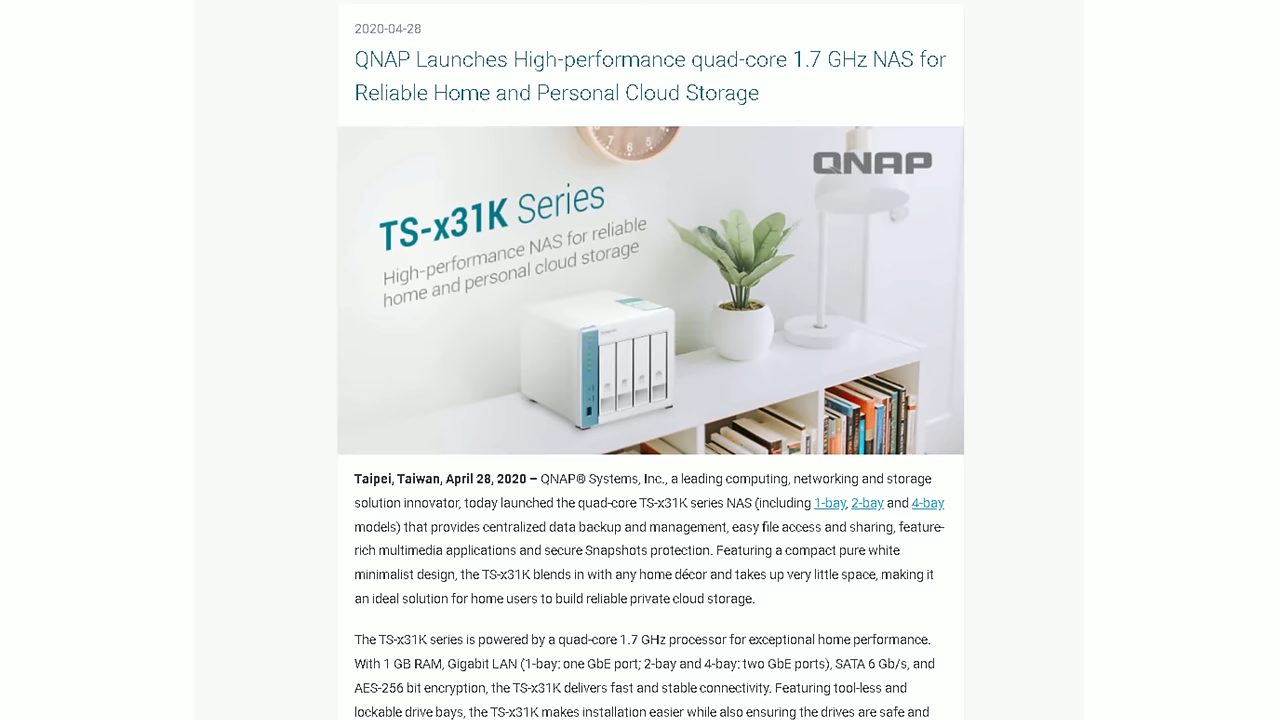 2020-04-28
QNAP Launches High-performance quad-core 1.7 GHz NAS for
Reliable Home and Personal Cloud Storage
7 6 5
QNAP
TS-x31K Series
High-performance NAS for reliable
home and personal cloud storage
Taipei, Taiwan, April 28, 2020 – QNAP® Systems, Inc., a leading computing, networking and storage
solution innovator, today launched the quad-core TS-x31K series NAS (including 1-bay, 2-bay and 4-bay
models) that provides centralized data backup and management, easy file access and sharing, feature-
rich multimedia applications and secure Snapshots protection. Featuring a compact pure white
minimalist design, the TS-x31K blends in with any home décor and takes up very little space, making it
an ideal solution for home users to build reliable private cloud storage.
The TS-x31K series is powered by a quad-core 1.7 GHz processor for exceptional home performance.
With 1 GB RAM, Gigabit LAN (1-bay: one GbE port; 2-bay and 4-bay: two GbE ports), SATA 6 Gb/s, and
AES-256 bit encryption, the TS-x31K delivers fast and stable connectivity. Featuring tool-less and
lockable drive bays, the TS-x31K makes installation easier while also ensuring the drives are safe and